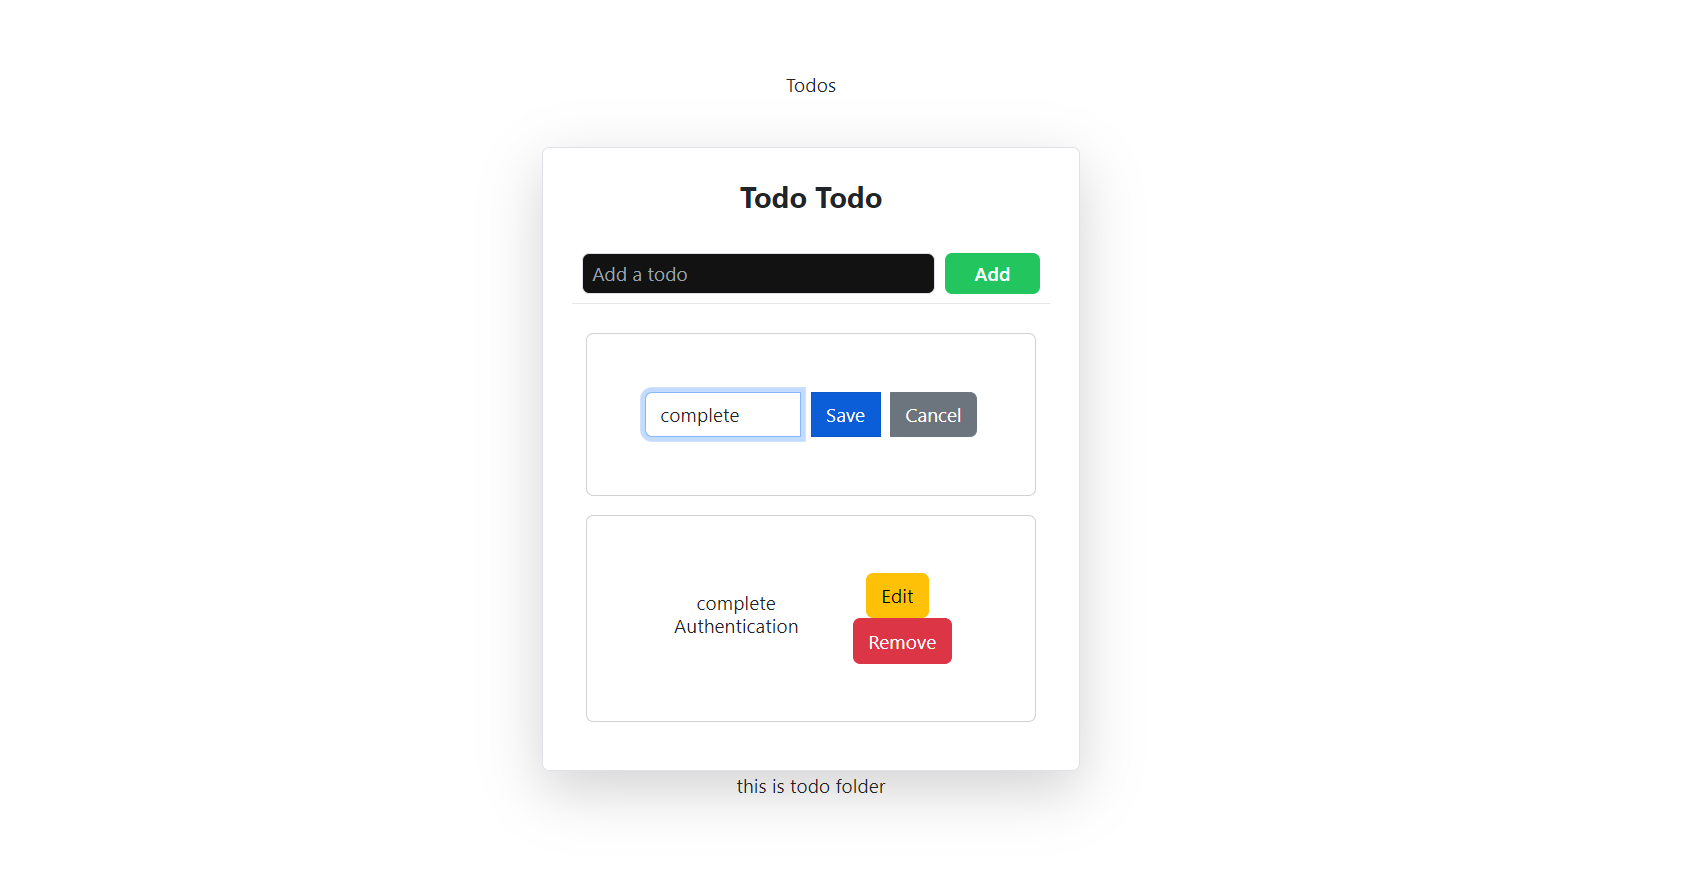 Todos
Todo Todo
Add a todo
Add
complete
Save
Cancel
complete
Authentication
Edit
Remove
this is todo folder